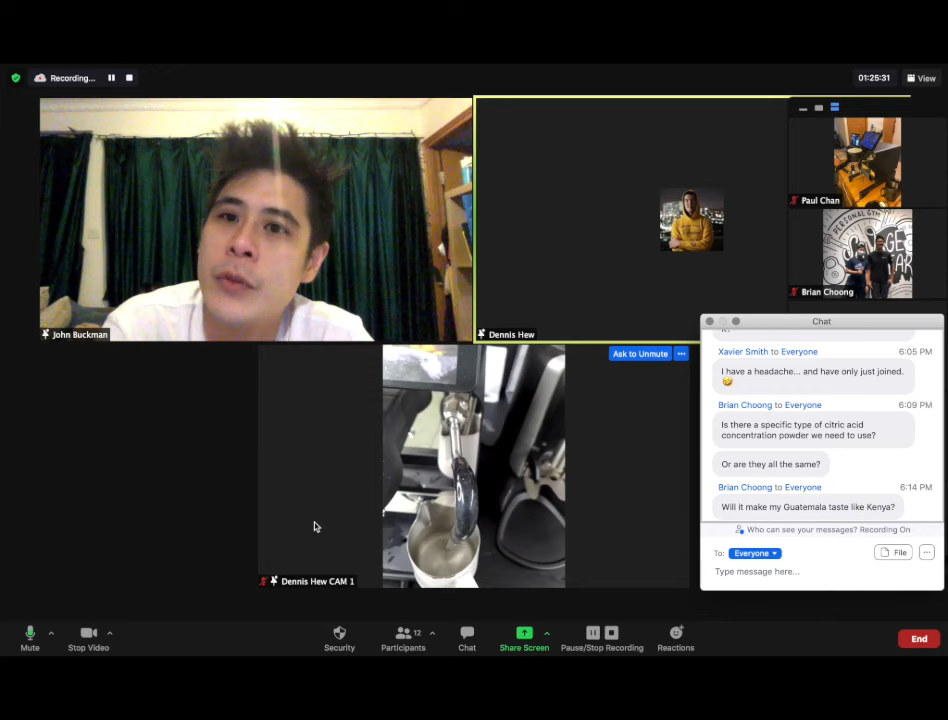 Recording...
01:25:31
View
John Buckman
Dennis Hew
Paul Chan
PERSONAL GYM
Brian Choong
Ask to Unmute
Dennis Hew CAM 1
Chat
Xavier Smith to Everyone 6:05 PM
I have a headache... and have only just joined.
🤣
Brian Choong to Everyone 6:09 PM
Is there a specific type of citric acid
concentration powder we need to use?
Or are they all the same?
Brian Choong to Everyone 6:14 PM
Will it make my Guatemala taste like Kenya?
Who can see your messages? Recording On
To: Everyone
File
Type message here...
Mute
Stop Video
Security
Participants 12
Chat
Share Screen
Pause/Stop Recording
Reactions
End